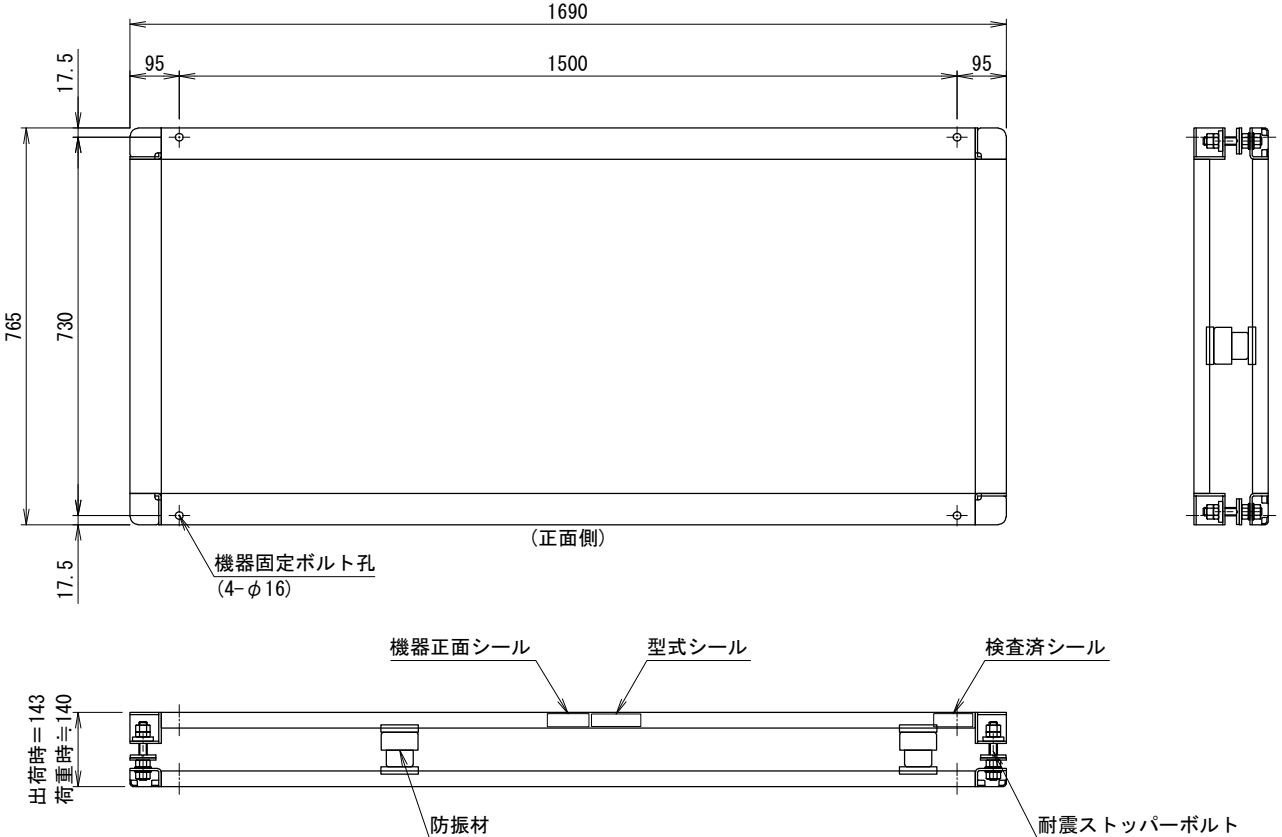 1690
95
1500
95
17.5
765
730
17.5
(正面側)
機器固定ボルト孔
(4-φ16)
機器正面シール
型式シール
検査済シール
出荷時=143
荷重時≒140
防振材
耐震ストッパーボルト